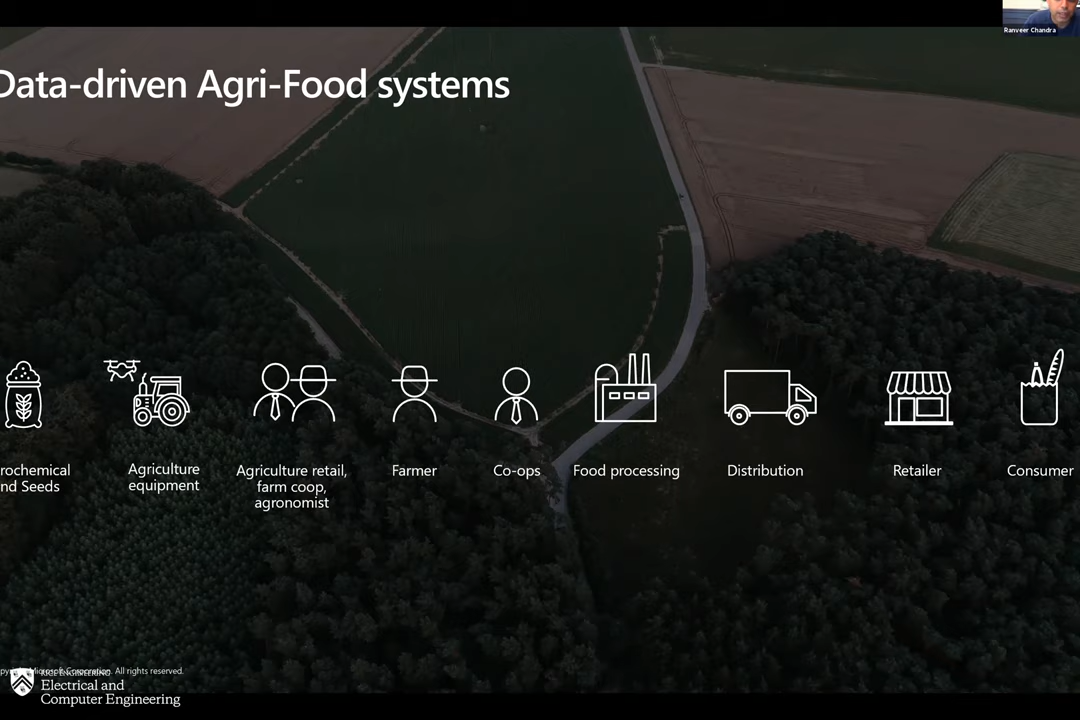 Ranveer Chandra
Data-driven Agri-Food systems
rochemical
nd Seeds
Agriculture
equipment
Agriculture retail,
farm coop,
agronomist
Farmer
Co-ops
Food processing
Distribution
Retailer
Consumer
Microsoft Corporation. All rights reserved.
Electrical and
Computer Engineering